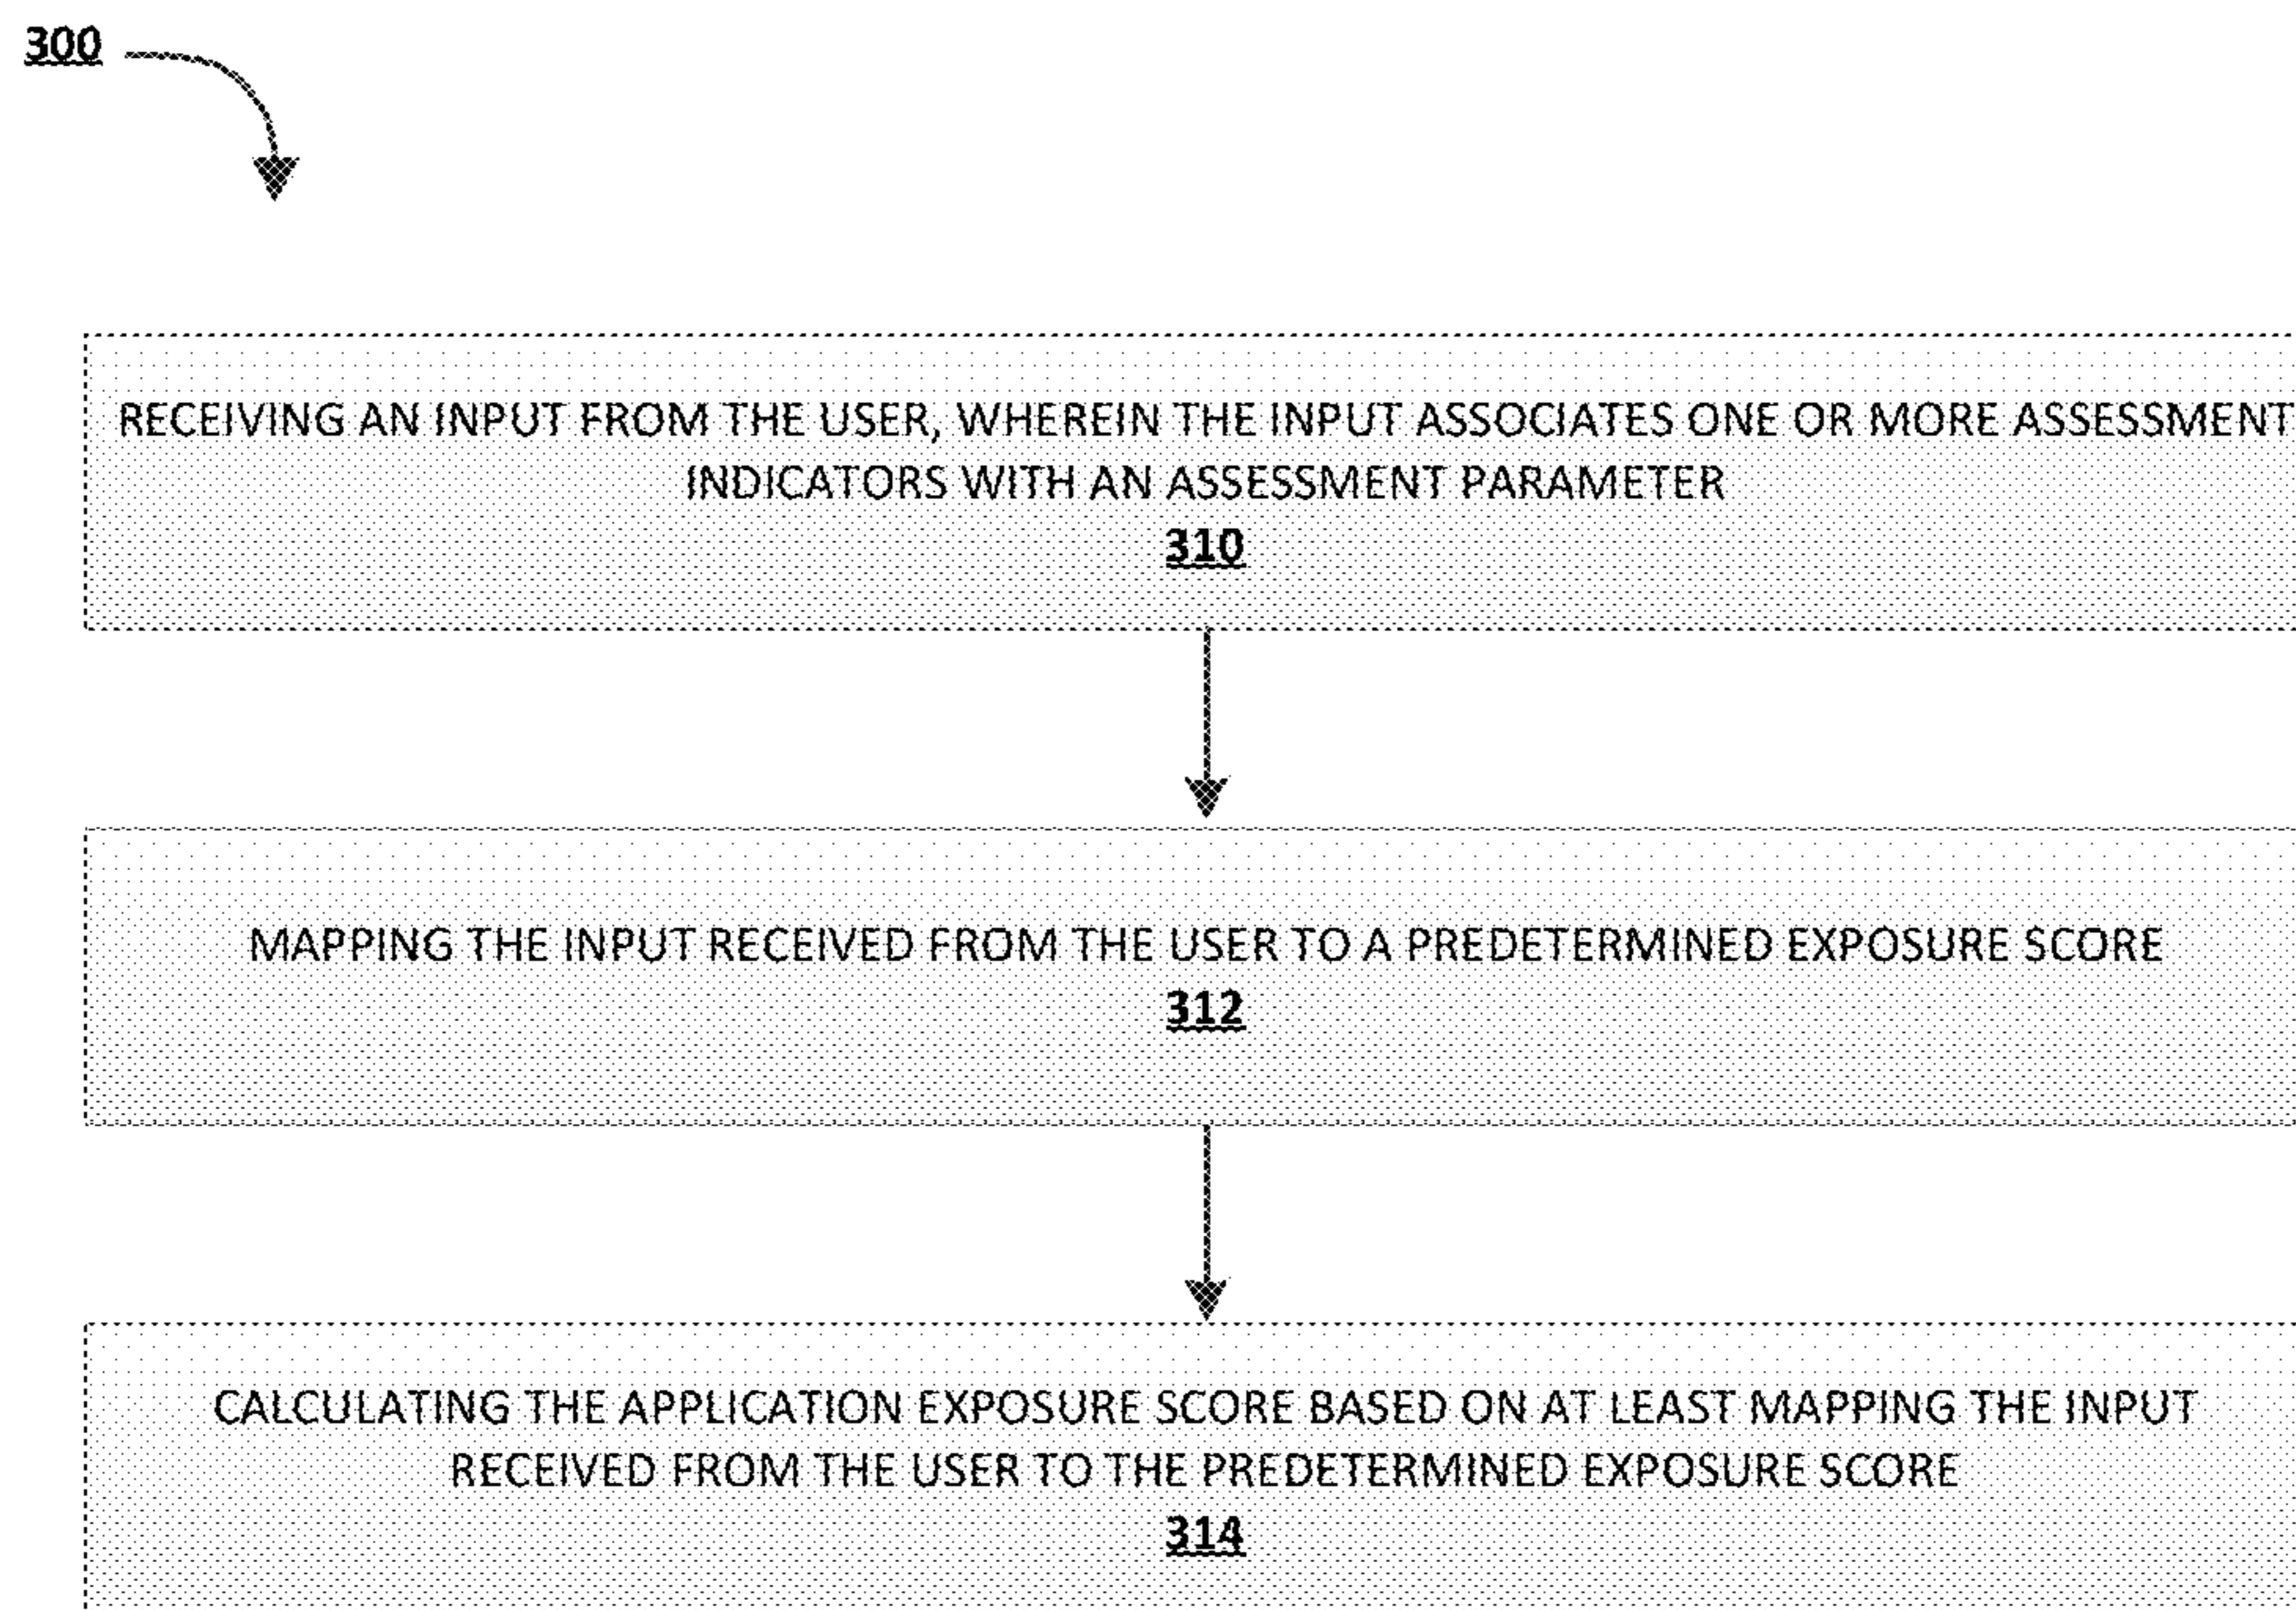 300
RECEIVING AN INPUT FROM THE USER, WHEREIN THE INPUT ASSOCIATES ONE OR MORE ASSESSMENT
INDICATORS WITH AN ASSESSMENT PARAMETER
310
MAPPING THE INPUT RECEIVED FROM THE USER TO A PREDETERMINED EXPOSURE SCORE
312
CALCULATING THE APPLICATION EXPOSURE SCORE BASED ON AT LEAST MAPPING THE INPUT
RECEIVED FROM THE USER TO THE PREDETERMINED EXPOSURE SCORE
314